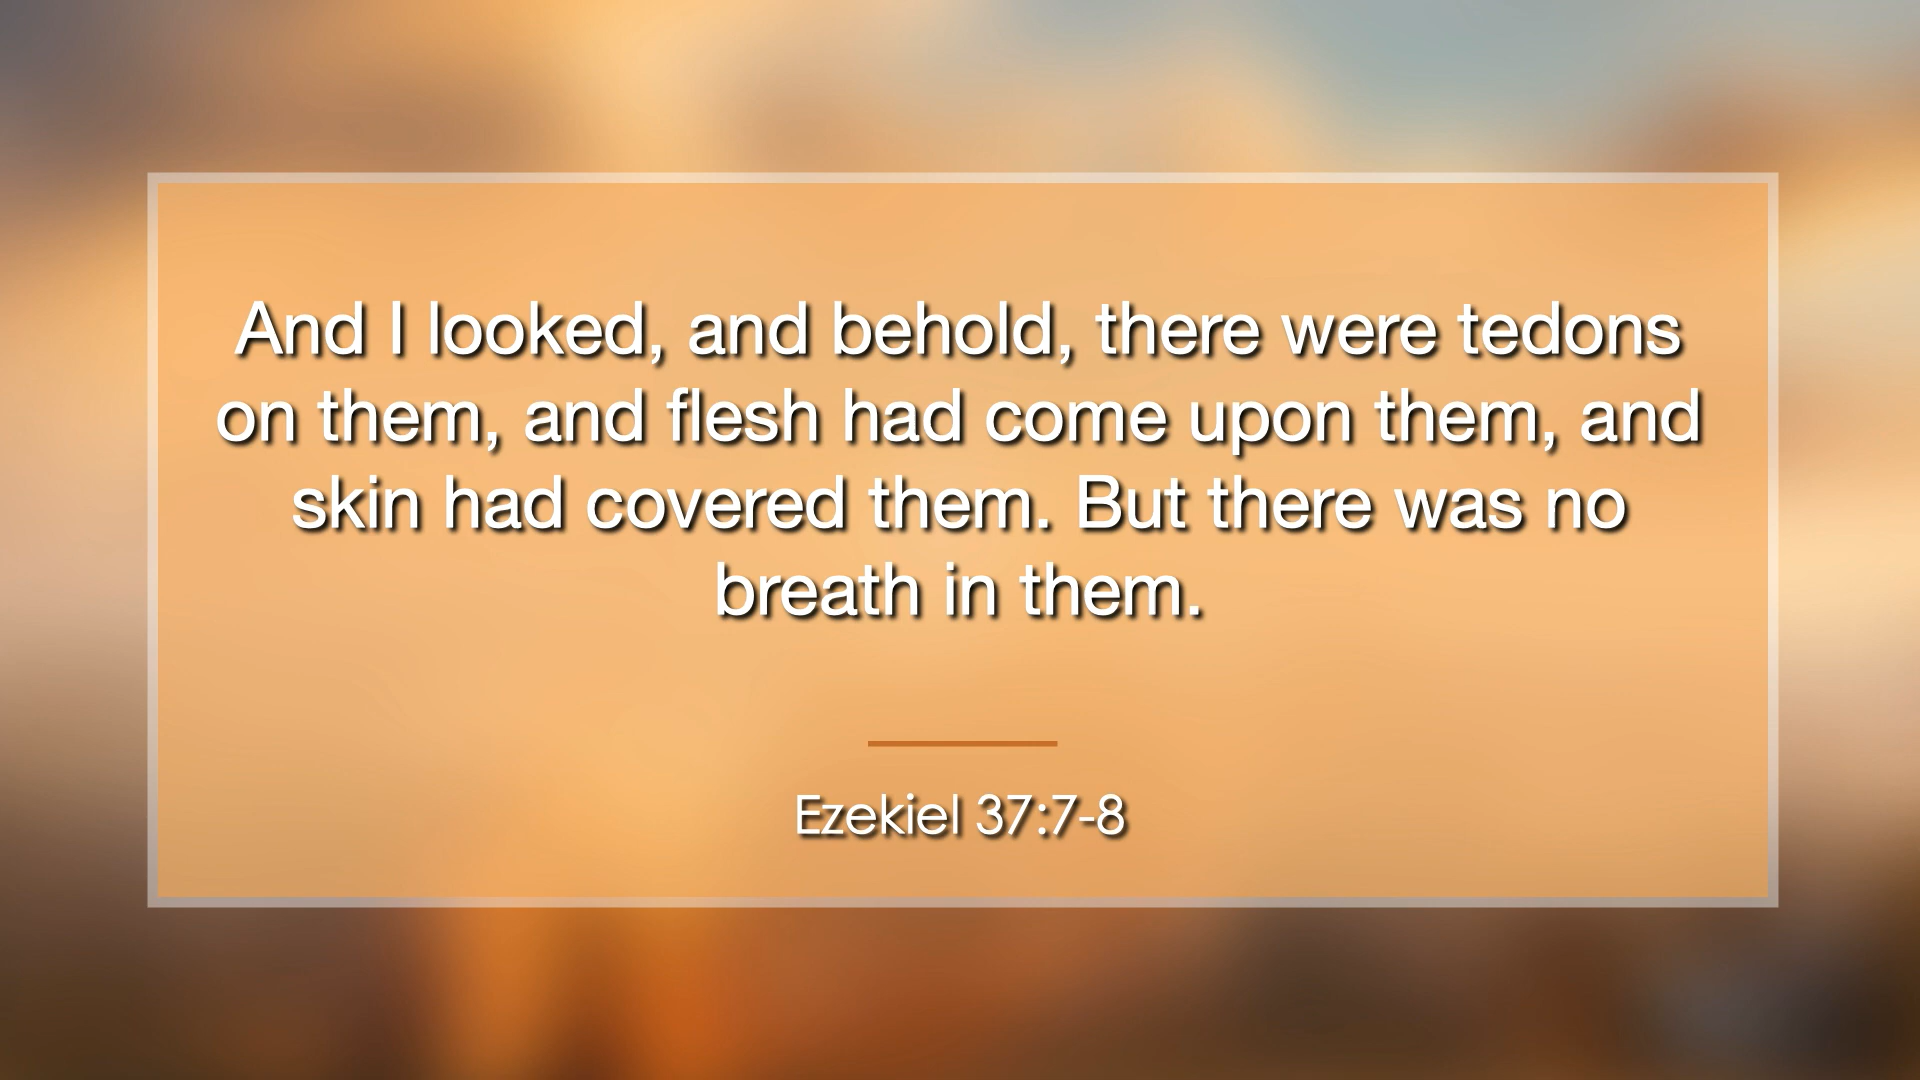 And I looked, and behold, there were tedons
on them, and flesh had come upon them, and
skin had covered them. But there was no
breath in them.
Ezekiel 37:7-8